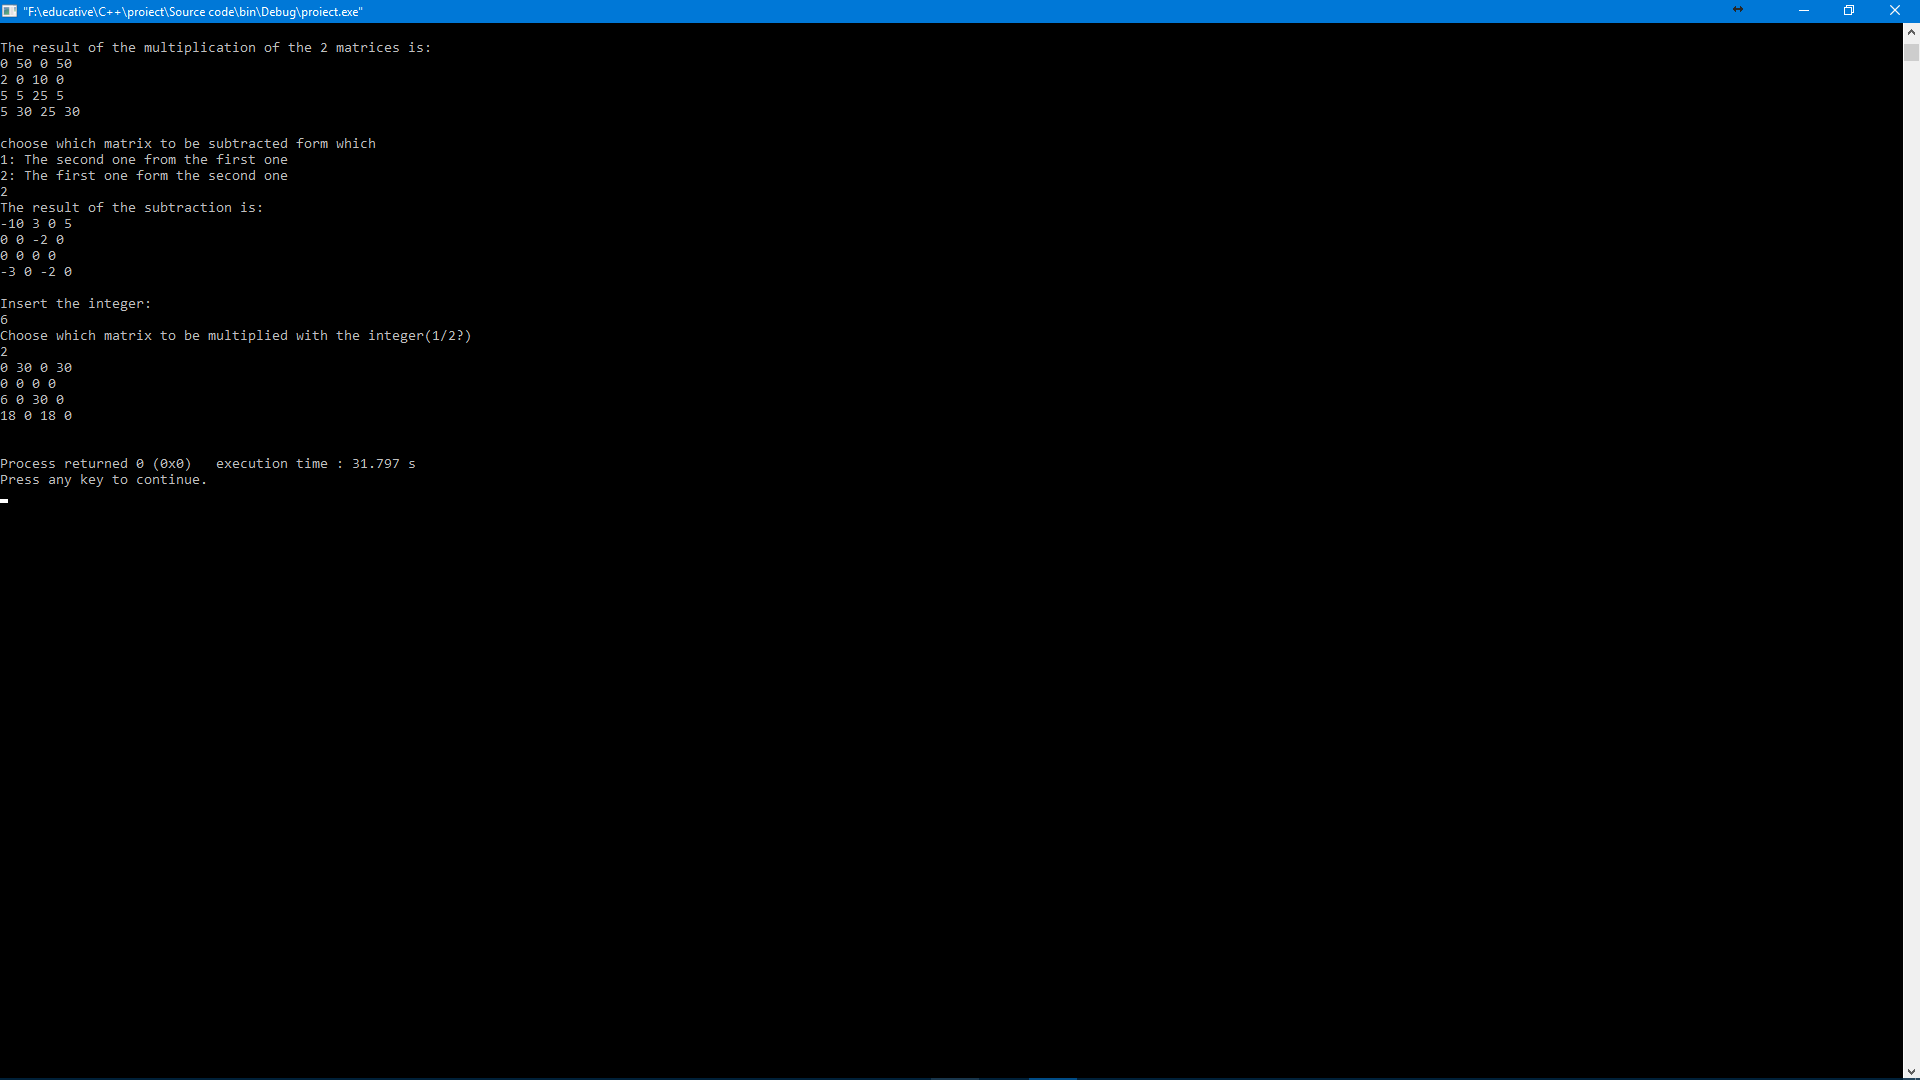 "F:\educative\C++\proiect\Source code\bin\Debug\proiect.exe"
The result of the multiplication of the 2 matrices is:
0 50 0 50
2 0 10 0
5 5 25 5
5 30 25 30
choose which matrix to be subtracted form which
1: The second one from the first one
2: The first one form the second one
2
The result of the subtraction is:
-10 3 0 5
0 0 -2 0
0 0 0 0
-3 0 -2 0
Insert the integer:
6
Choose which matrix to be multiplied with the integer(1/2?)
2
0 30 0 30
0 0 0 0
6 0 30 0
18 0 18 0
Process returned 0 (0x0)   execution time : 31.797 s
Press any key to continue.